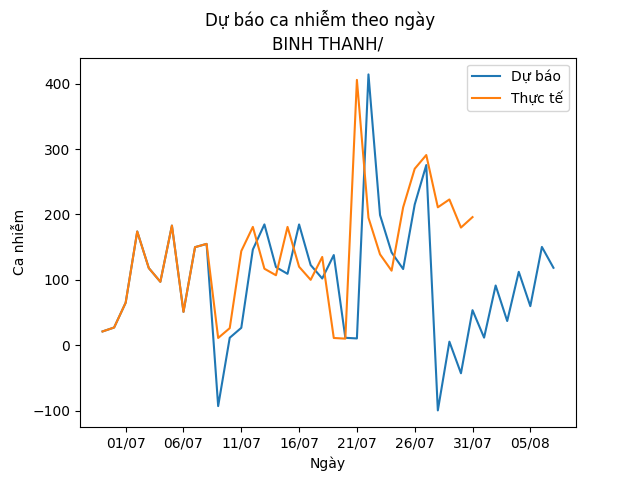 Dự báo ca nhiễm theo ngày
BINH THANH/
Dự báo
Thực tế
Ca nhiễm
400
300
200
100
0
−100
01/07 06/07 11/07 16/07 21/07 26/07 31/07 05/08
Ngày